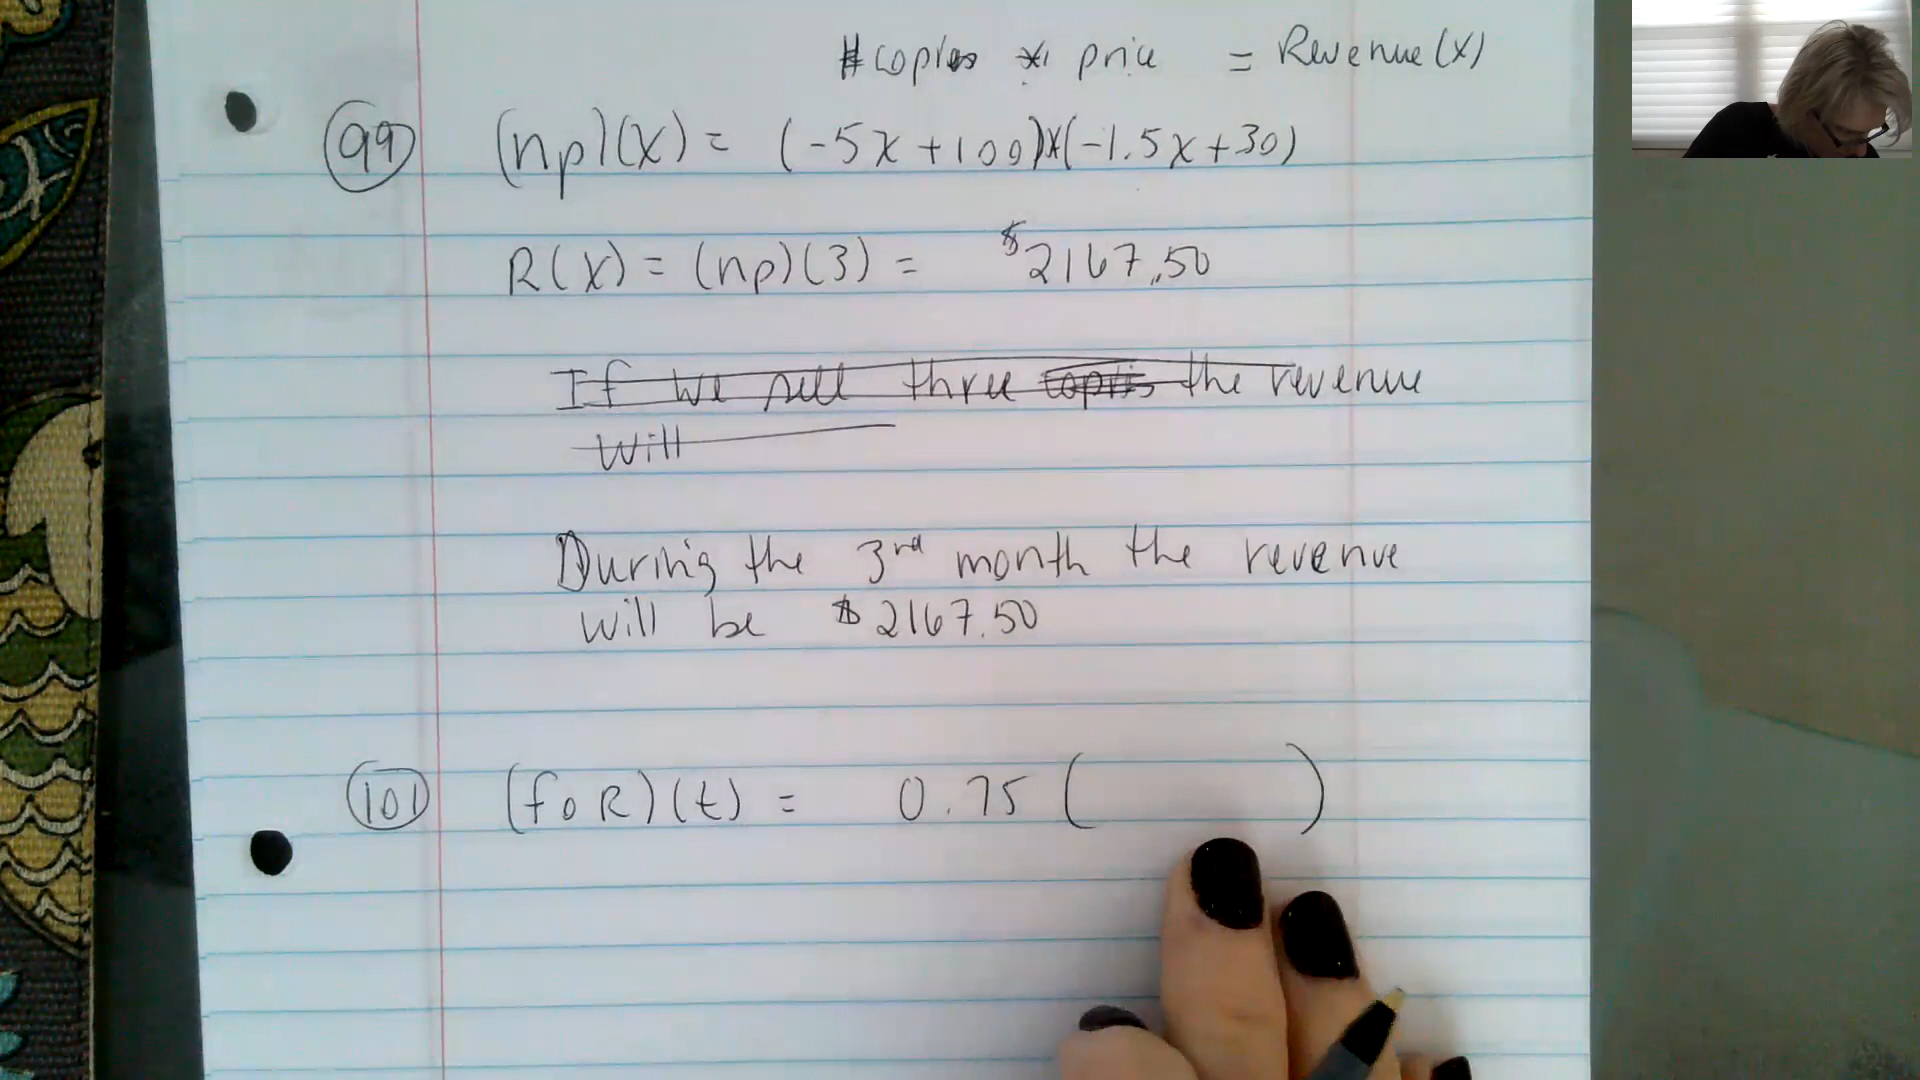 # copies * price = Revenue(x)
99 (np)(x) = (-5x+100)*(-1.5x+30)
R(x) = (np)(3) = $2167.50
If we sell three copies the revenue
will
During the 3rd month the revenue
will be $2167.50
101 (f o R)(t) = 0.75 ( )